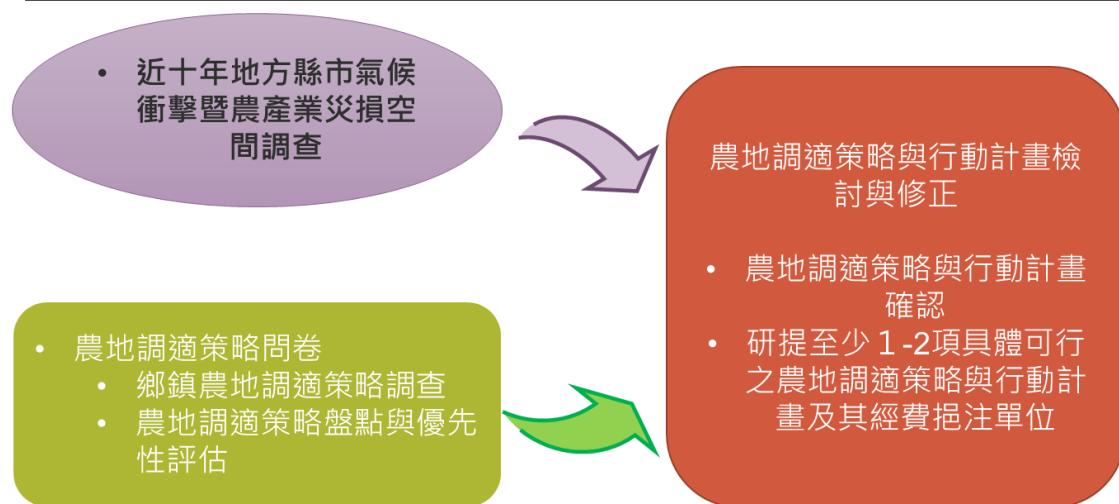 • 近十年地方縣市氣候
衝擊暨農產業災損空
間調查
• 農地調適策略問卷
• 鄉鎮農地調適策略調查
• 農地調適策略盤點與優先
性評估
農地調適策略與行動計畫檢
討與修正
• 農地調適策略與行動計畫
確認
• 研提至少１-2項具體可行
之農地調適策略與行動計
畫及其經費挹注單位